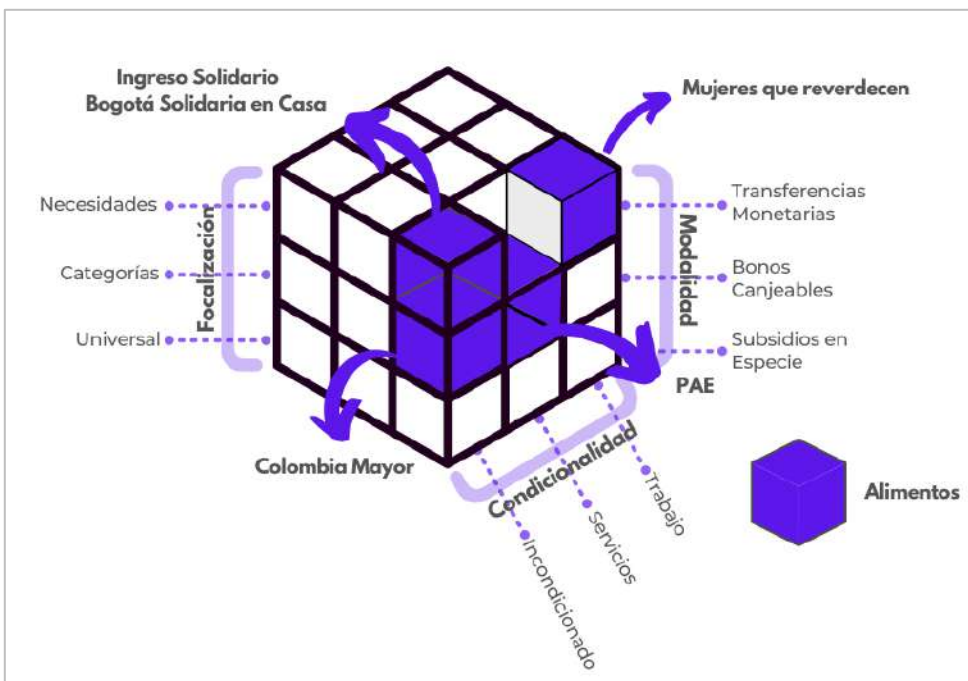 Ingreso Solidario
Bogotá Solidaria en Casa
Mujeres que reverdecen
Necesidades
Categorías
Universal
Focalización
Modalidad
Transferencias
Monetarias
Bonos
Canjeables
Subsidios en
Especie
PAE
Colombia Mayor
Condicionalidad
Trabajo
Servicios
Incondicionado
Alimentos